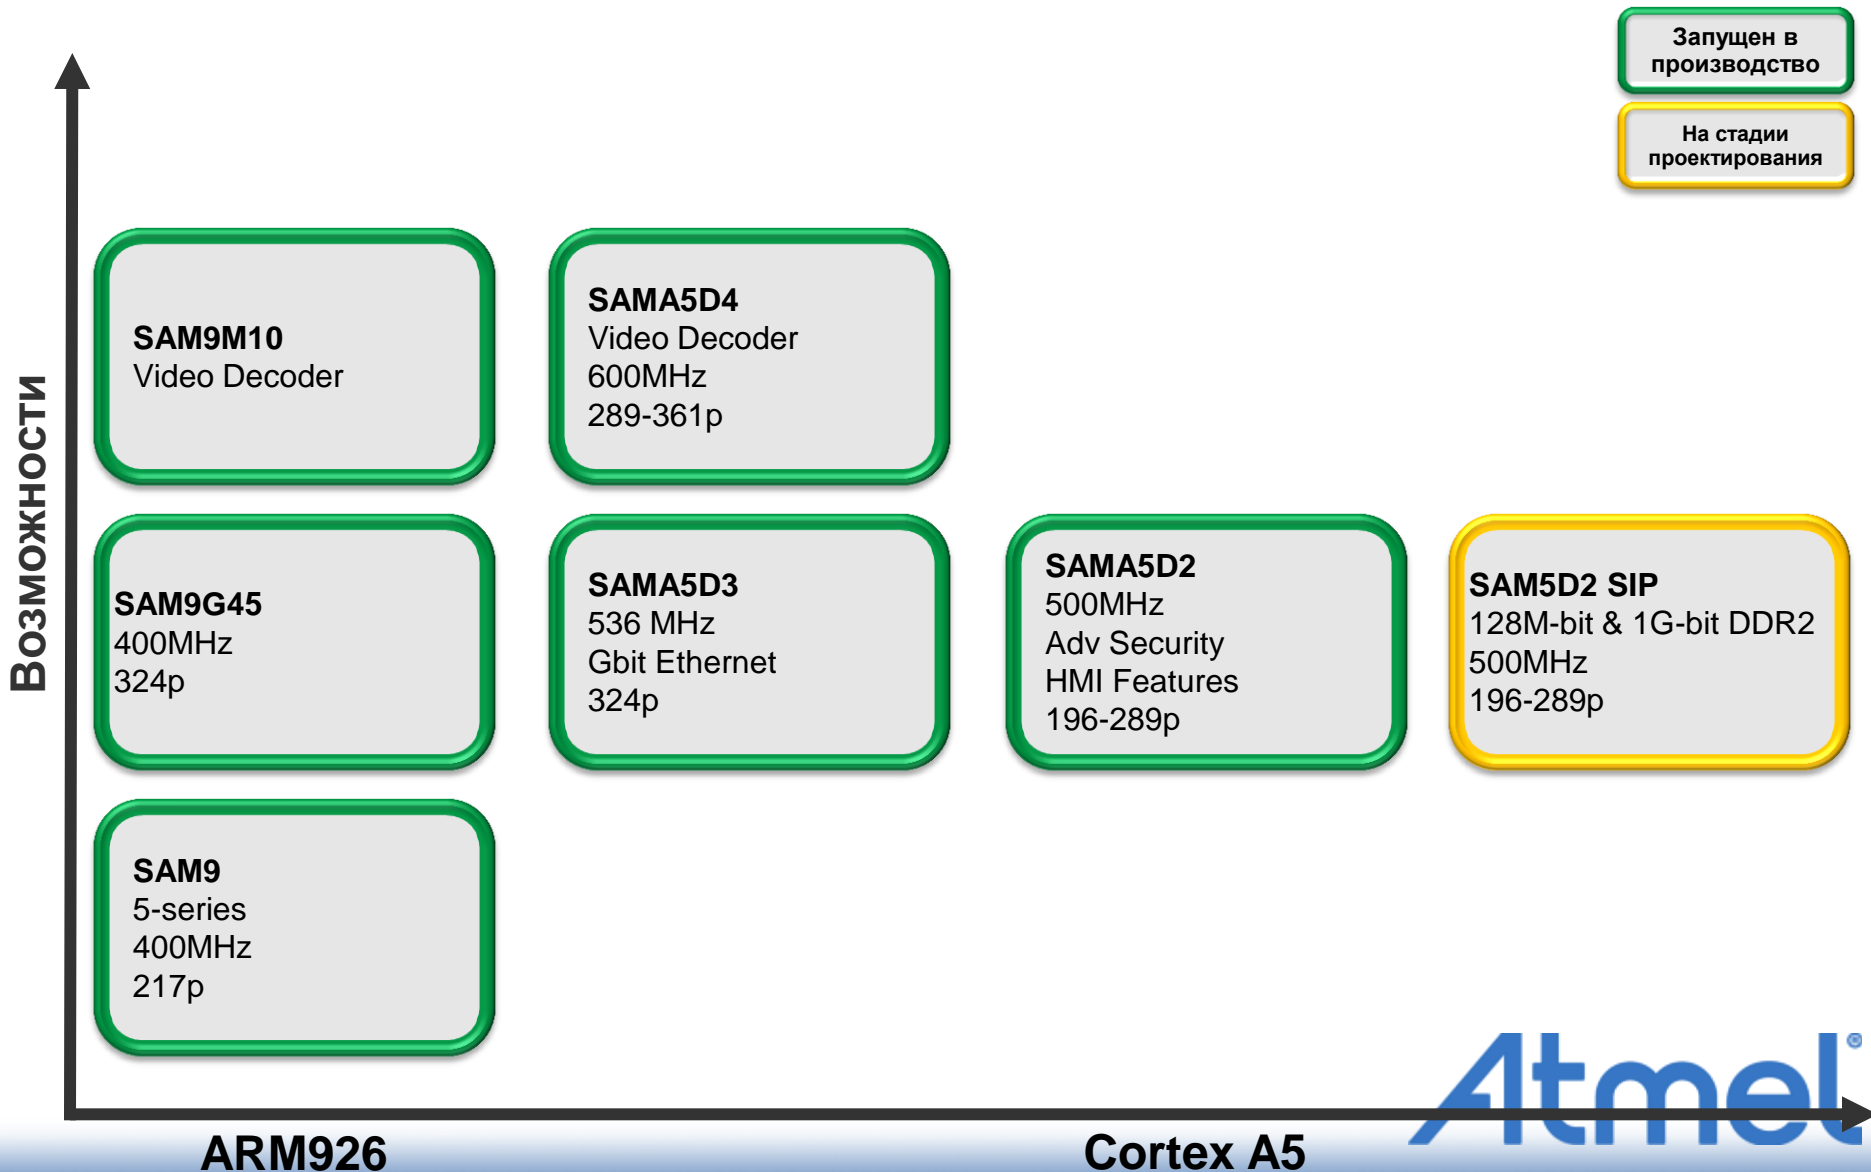 Запущен в
производство
На стадии
проектирования
Возможности
SAM9M10
Video Decoder
SAMA5D4
Video Decoder
600MHz
289-361p
SAM9G45
400MHz
324p
SAMA5D3
536 MHz
Gbit Ethernet
324p
SAMA5D2
500MHz
Adv Security
HMI Features
196-289p
SAM5D2 SIP
128M-bit & 1G-bit DDR2
500MHz
196-289p
SAM9
5-series
400MHz
217p
Atmel®
ARM926
Cortex A5